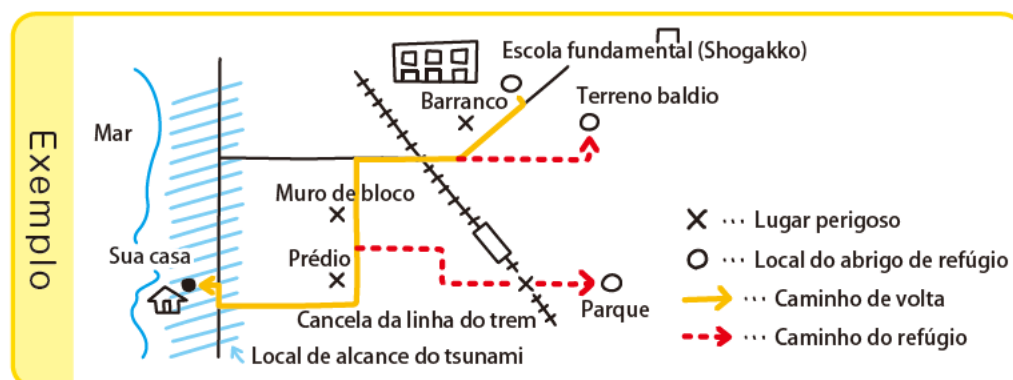 Exemplo
Escola fundamental (Shogakko)
Barranco
Terreno baldio
Mar
Muro de bloco
Sua casa
Prédio
Parque
Cancela da linha do trem
Local de alcance do tsunami
× ··· Lugar perigoso
○ ··· Local do abrigo de refúgio
··· Caminho de volta
··· Caminho do refúgio